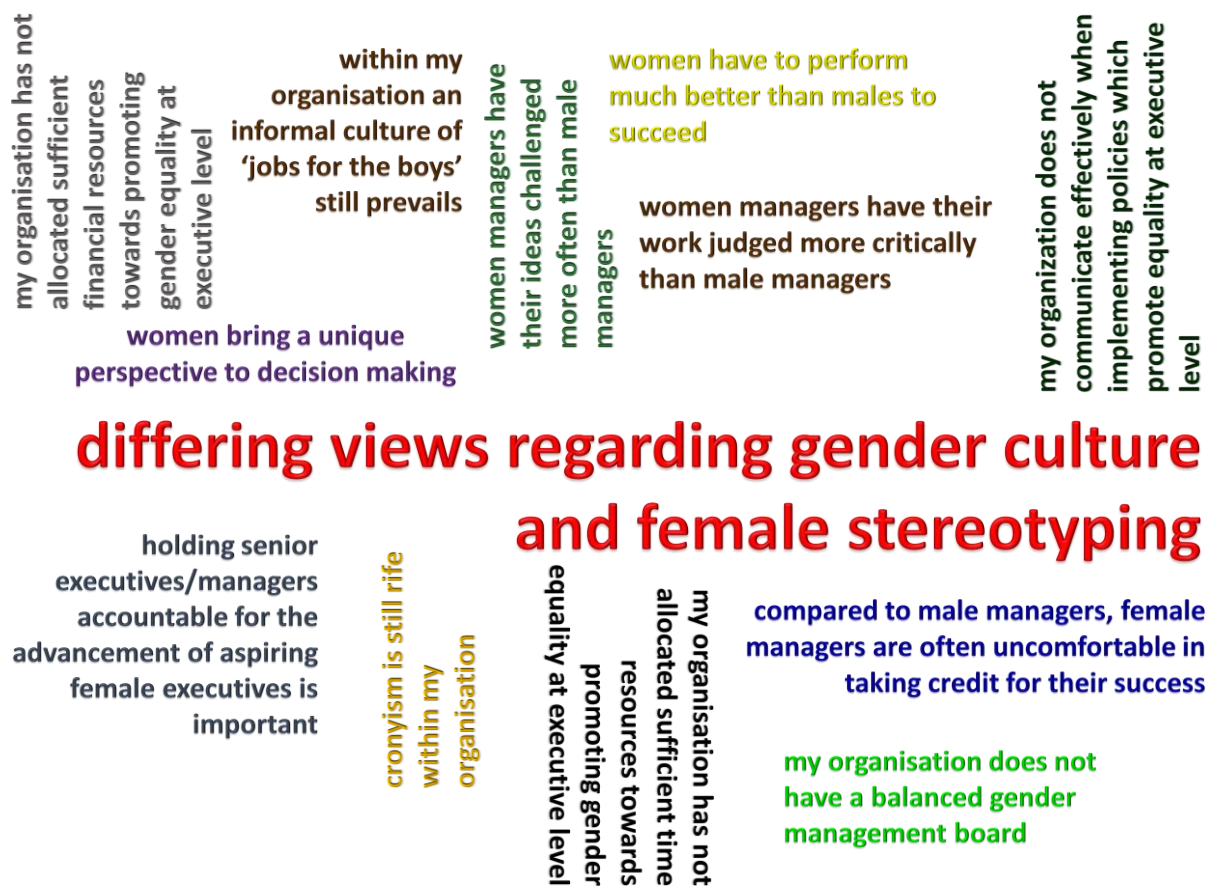 my organisation has not
allocated sufficient
financial resources
towards promoting
gender equality at
executive level
within my
organisation an
informal culture of
‘jobs for the boys’
still prevails
women managers have
their ideas challenged
more often than male
managers
women have to perform
much better than males to
succeed
women managers have their
work judged more critically
than male managers
my organization does not
communicate effectively when
implementing policies which
promote equality at executive
level
women bring a unique
perspective to decision making
differing views regarding gender culture
and female stereotyping
holding senior
executives/managers
accountable for the
advancement of aspiring
female executives is
important
cronyism is still rife
within my
organisation
my organisation has not
allocated sufficient time
resources towards
promoting gender
equality at executive level
compared to male managers, female
managers are often uncomfortable in
taking credit for their success
my organisation does not
have a balanced gender
management board